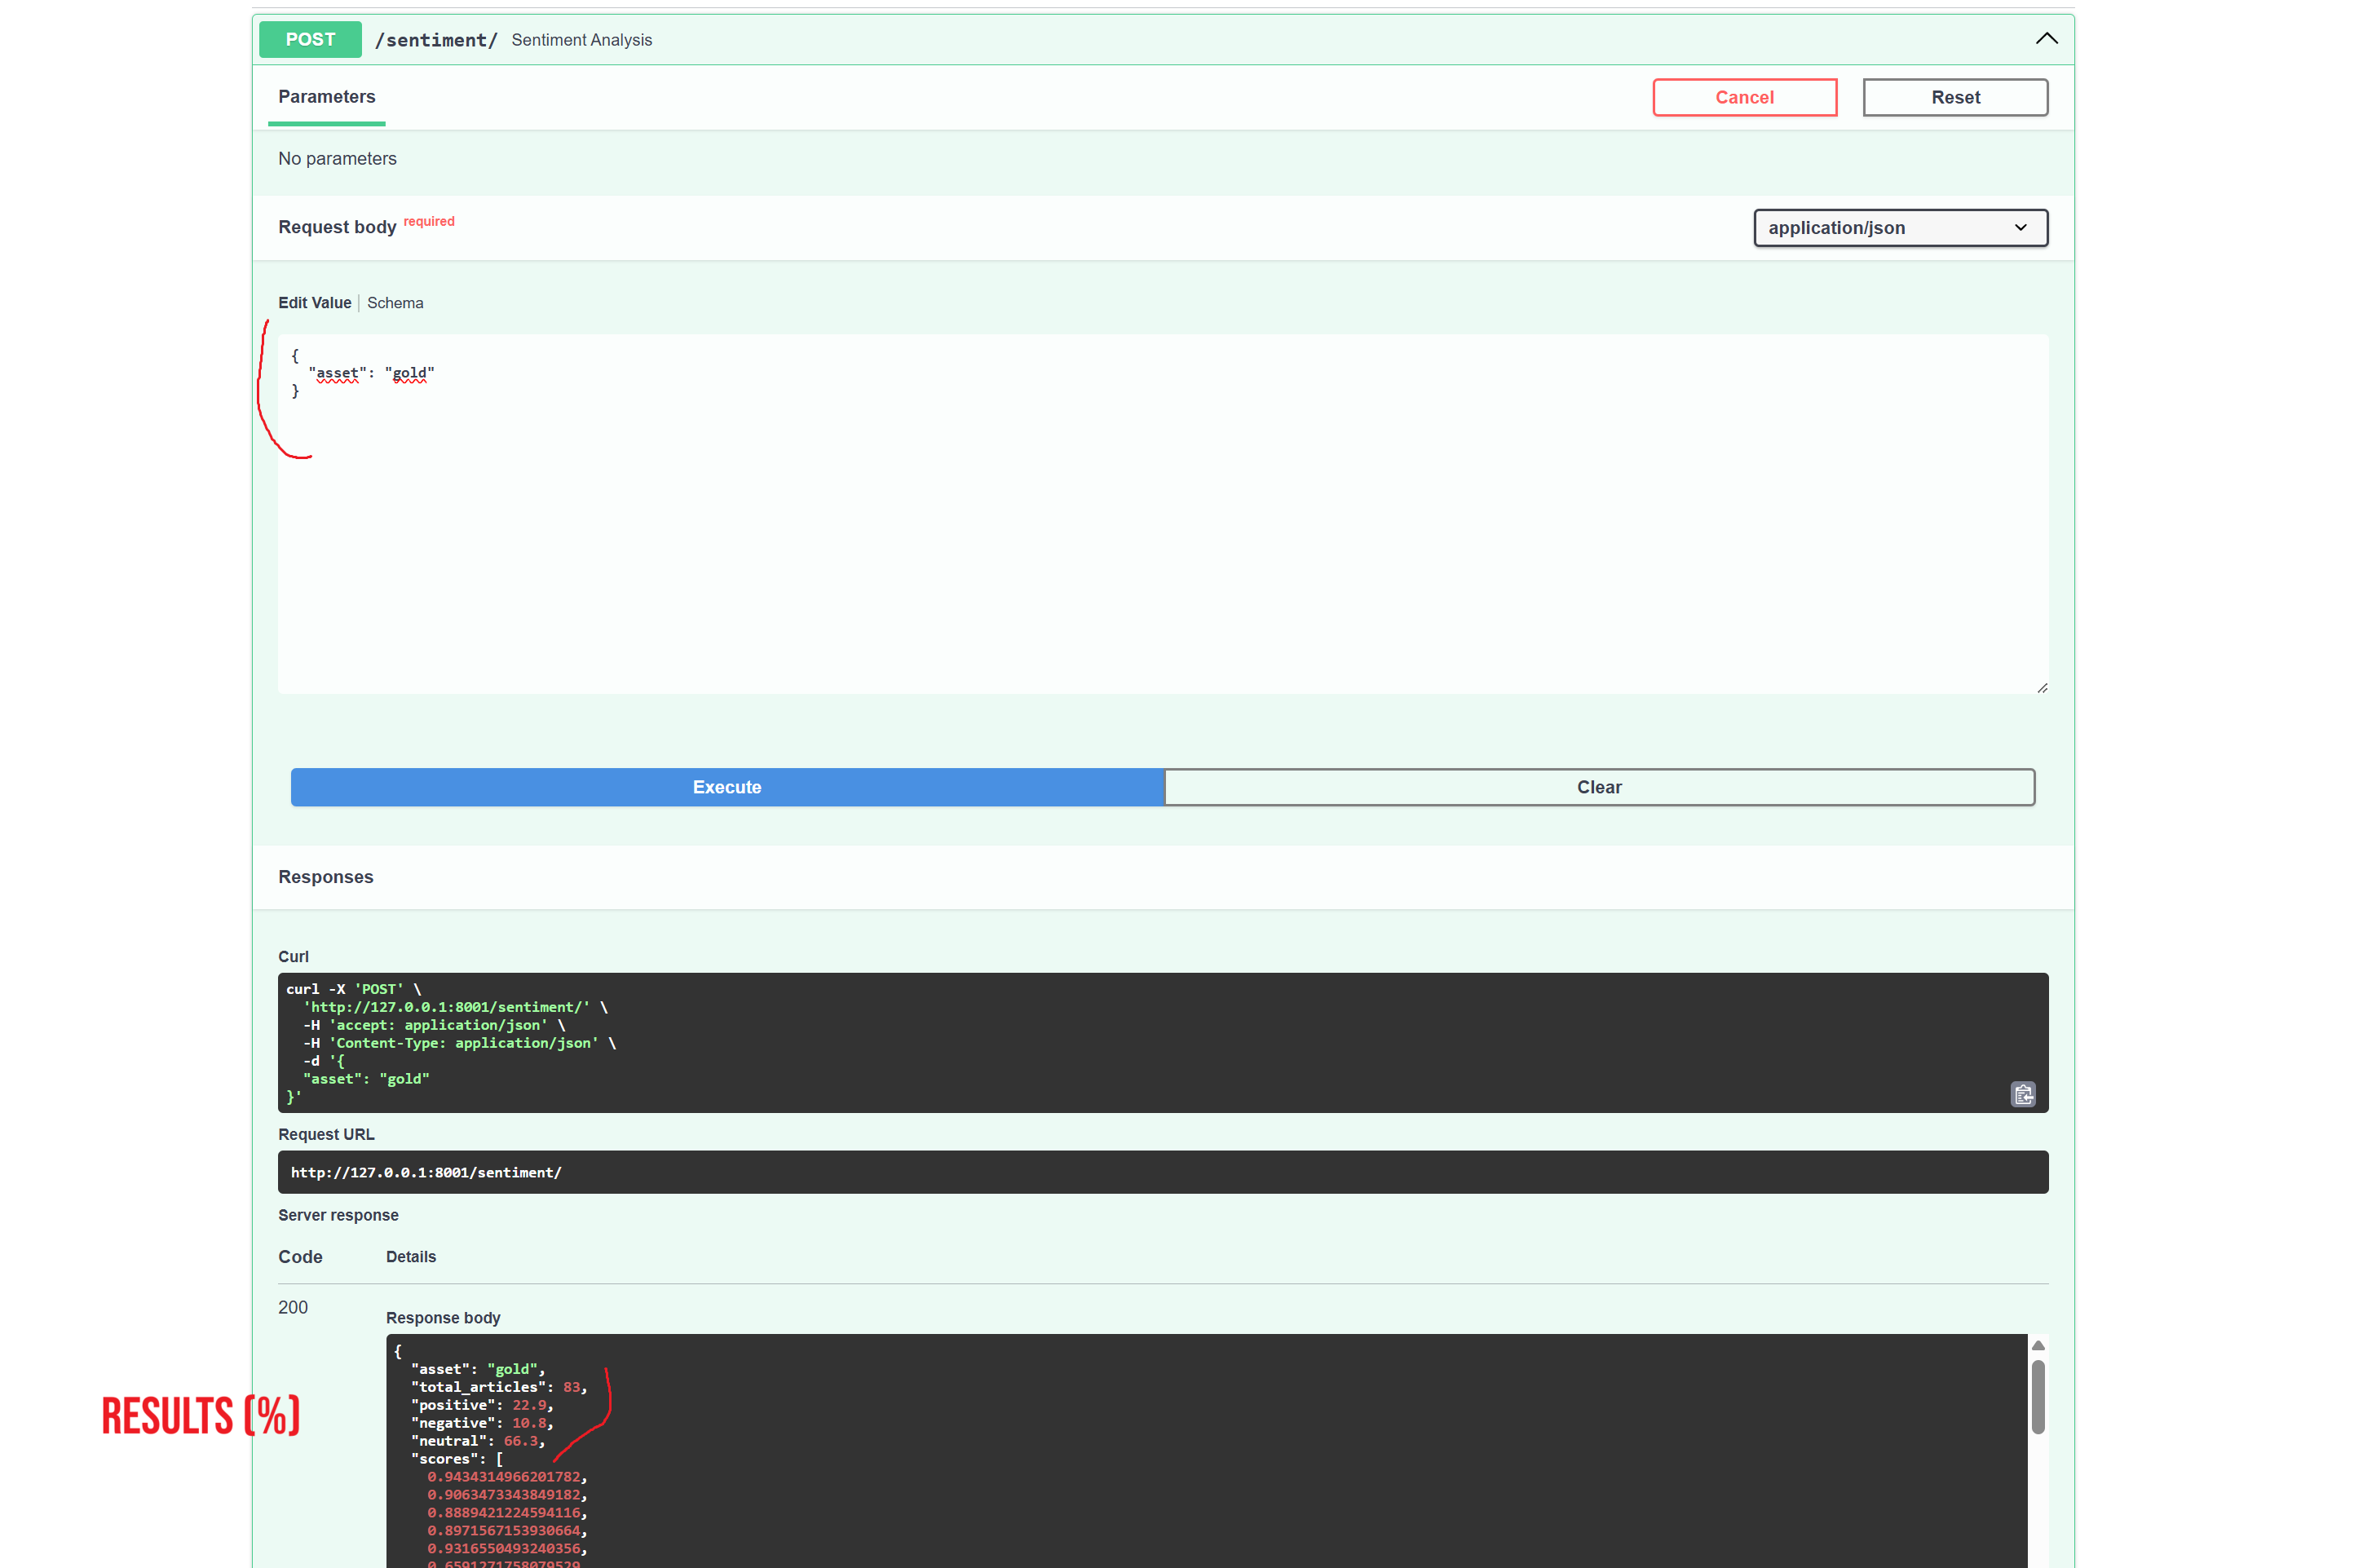 POST /sentiment/ Sentiment Analysis
Parameters
Cancel
Reset
No parameters
Request body required
application/json
Edit Value | Schema
{
  "asset": "gold"
}
Execute
Clear
Responses
Curl
curl -X 'POST' \
  'http://127.0.0.1:8001/sentiment/' \
  -H 'accept: application/json' \
  -H 'Content-Type: application/json' \
  -d '{
  "asset": "gold"
}'
Request URL
http://127.0.0.1:8001/sentiment/
Server response
Code Details
200
Response body
RESULTS (%)
{
  "asset": "gold",
  "total_articles": 83,
  "positive": 22.9,
  "negative": 10.8,
  "neutral": 66.3,
  "scores": [
    0.9434314966201782,
    0.9063473343849182,
    0.8889421224594116,
    0.8971567153930664,
    0.9316550493240356,
    0.6591271758079529